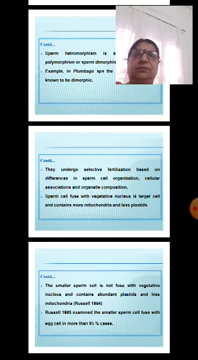 Contd...
Sperm hetromorphism is a
polymorphism or sperm dimorphis
Example, in Plumbago spx the
known to be dimorphic.
Contd...
They undergo selective fertilization based on
differences in sperm cell organization, cellular
associations and organelle composition.
Sperm cell fuse with vegetative nucleus is larger cell
and contains more mitochondria and less plastids.
Contd...
The smaller sperm cell is not fuse with vegetative
nucleus and contains abundant plastids and less
mitochondria (Russell 1984)
Russell 1985 examined the smaller sperm cell fuse with
egg cell in more than % cases.